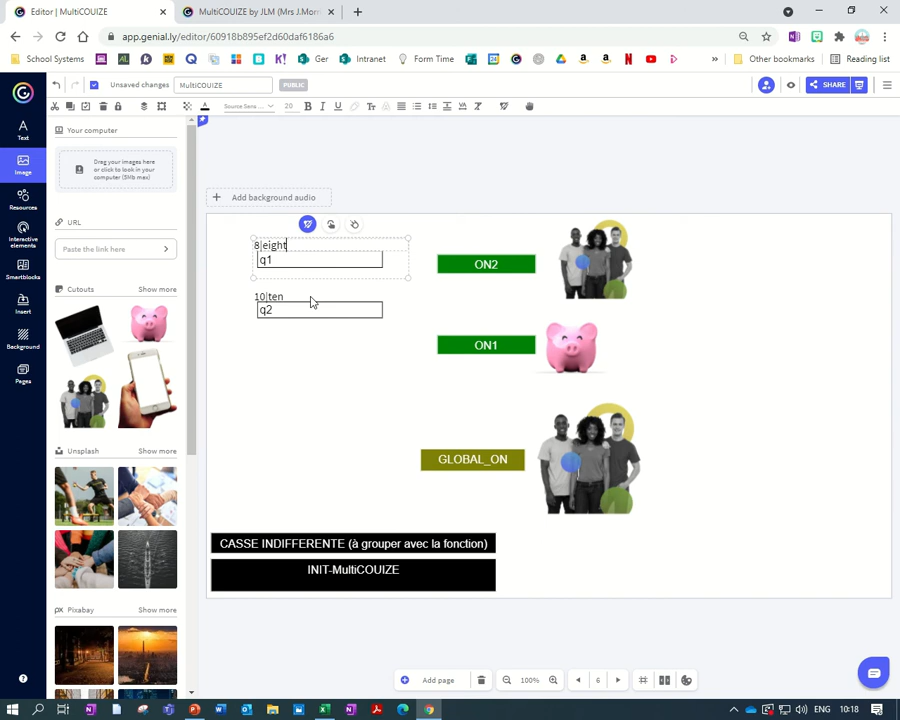 Editor | MultiCOUIZE
MultiCOUIZE by JLM (Mrs J.Morri
app.genial.ly/editor/60918b895ef2d60daf6186a6
School Systems
Ger
Intranet
Form Time
Other bookmarks
Reading list
Unsaved changes
MultiCOUIZE
PUBLIC
SHARE
Source Sans ...
20
Text
Image
Resources
Interactive elements
Smartblocks
Insert
Background
Pages
Your computer
Drag your images here
or click to look in your
computer (5Mb max)
URL
Paste the link here
Cutouts
Show more
Unsplash
Show more
Pixabay
Show more
Add background audio
8|eight
q1
10|ten
q2
ON2
ON1
GLOBAL_ON
CASSE INDIFFERENTE (à grouper avec la fonction)
INIT-MultiCOUIZE
Add page
100%
6
ENG
10:18